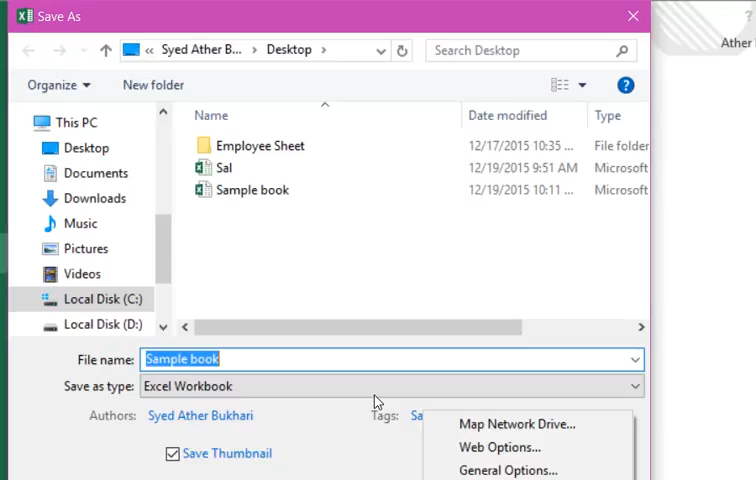 Save As
Ather
« Syed Ather B... > Desktop >
Search Desktop
Organize
New folder
Name
Date modified
Type
This PC
Desktop
Documents
Downloads
Music
Pictures
Videos
Local Disk (C:)
Local Disk (D:)
Employee Sheet 12/17/2015 10:35 ... File folder
Sal 12/19/2015 9:51 AM Microsoft
Sample book 12/19/2015 10:11 ... Microsoft
File name: Sample book
Save as type: Excel Workbook
Authors: Syed Ather Bukhari
Tags:
Save Thumbnail
Map Network Drive...
Web Options...
General Options...